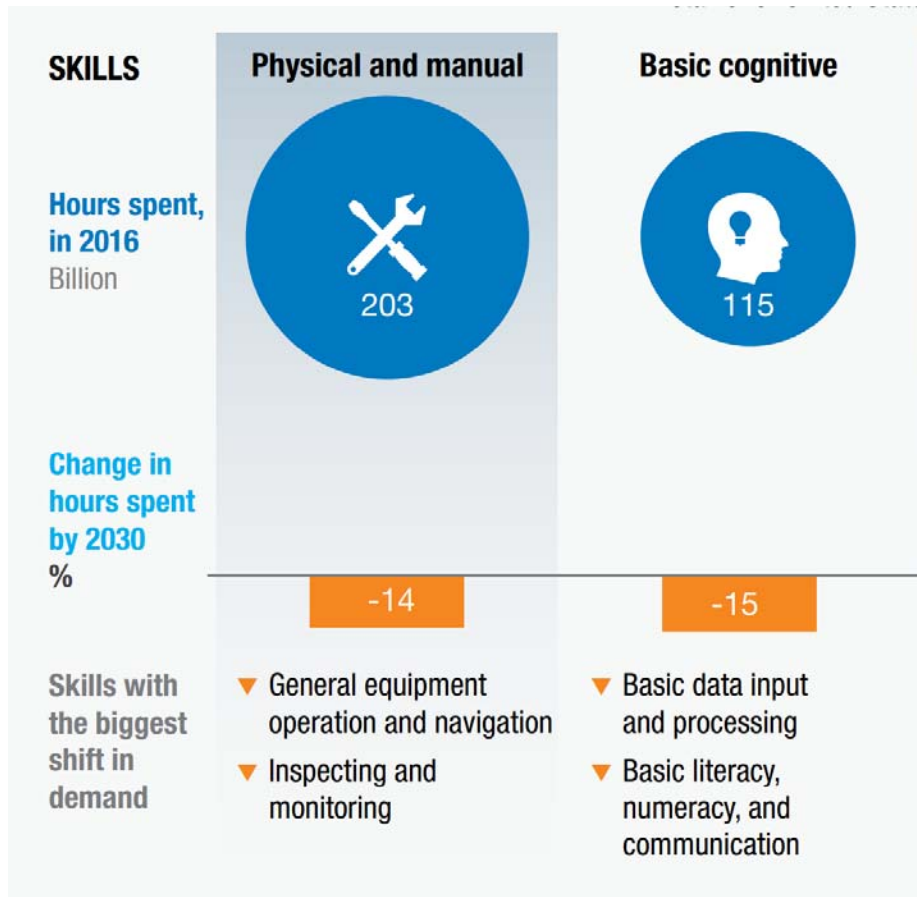 SKILLS
Physical and manual
Basic cognitive
Hours spent,
in 2016
Billion
203
115
Change in
hours spent
by 2030
%
-14
-15
Skills with
the biggest
shift in
demand
General equipment
operation and navigation
Inspecting and
monitoring
Basic data input
and processing
Basic literacy,
numeracy, and
communication